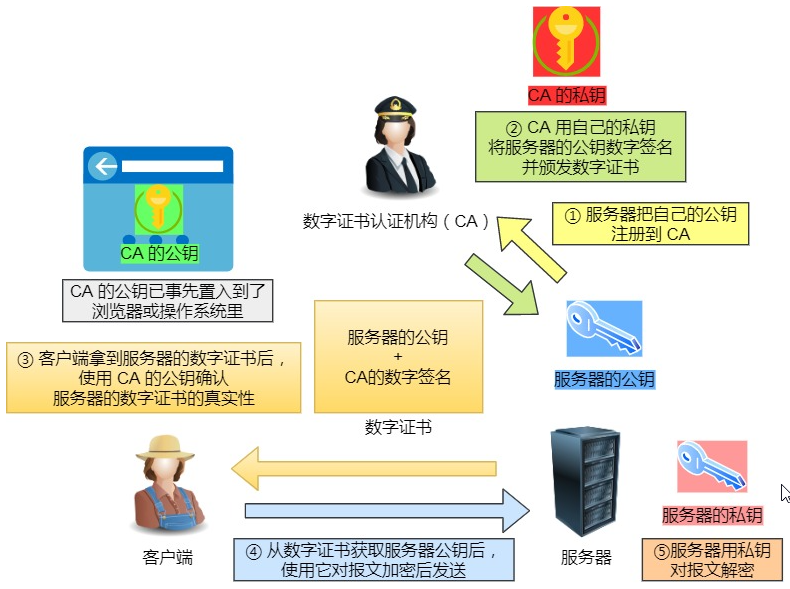 CA 的私钥
② CA 用自己的私钥
将服务器的公钥数字签名
并颁发数字证书
数字证书认证机构（CA）
① 服务器把自己的公钥
注册到 CA
CA 的公钥
CA 的公钥已事先置入到了
浏览器或操作系统里
服务器的公钥
+
CA的数字签名
数字证书
服务器的公钥
③ 客户端拿到服务器的数字证书后，
使用 CA 的公钥确认
服务器的数字证书的真实性
客户端
④ 从数字证书获取服务器公钥后，
使用它对报文加密后发送
服务器
服务器的私钥
⑤服务器用私钥
对报文解密